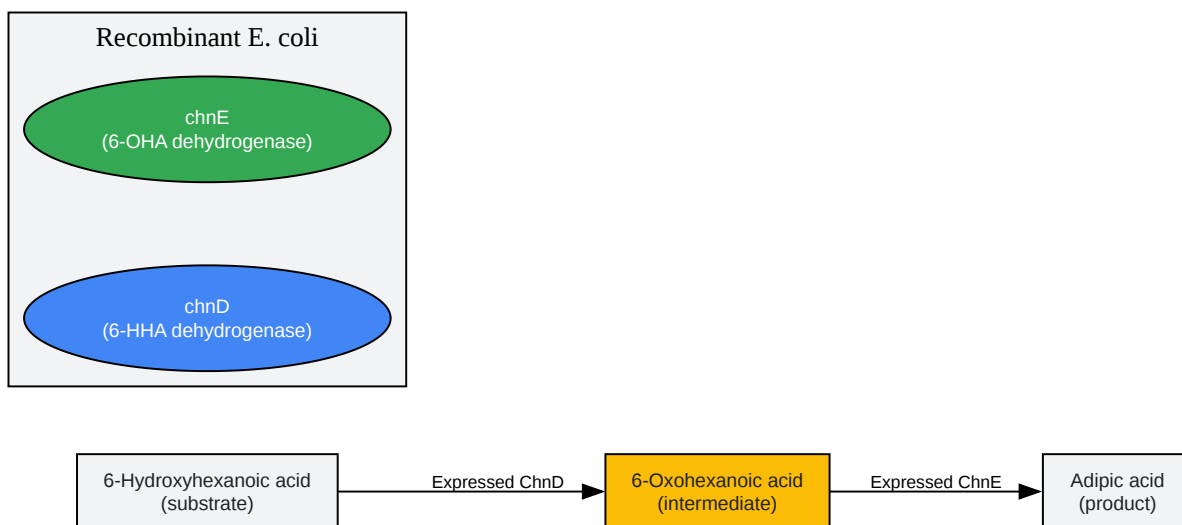 Recombinant E. coli
chnE
(6-OHA dehydrogenase)
chnD
(6-HHA dehydrogenase)
6-Hydroxyhexanoic acid
(substrate)
Expressed ChnD
6-Oxohexanoic acid
(intermediate)
Expressed ChnE
Adipic acid
(product)